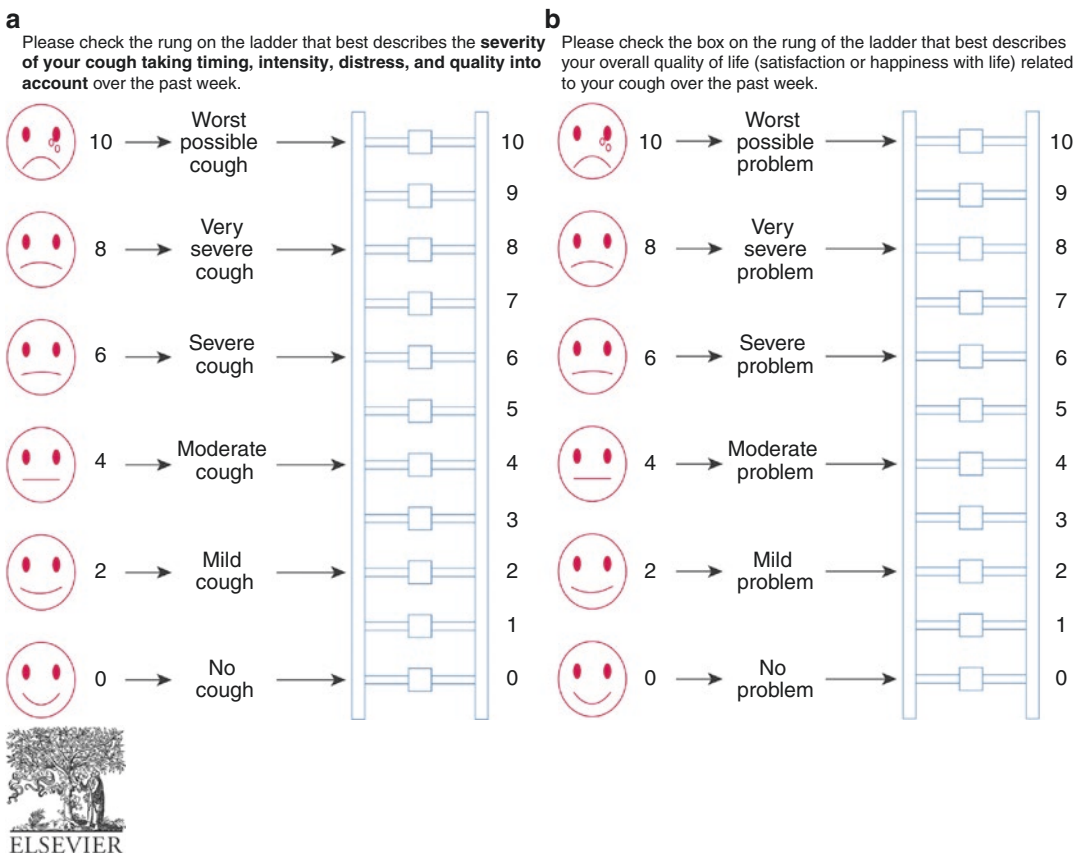 a
Please check the rung on the ladder that best describes the severity
of your cough taking timing, intensity, distress, and quality into
account over the past week.
10
Worst
possible
cough
10
9
8
Very
severe
cough
8
7
6
Severe
cough
6
5
4
Moderate
cough
4
3
2
Mild
cough
2
1
0
No
cough
0
b
Please check the box on the rung of the ladder that best describes
your overall quality of life (satisfaction or happiness with life) related
to your cough over the past week.
10
Worst
possible
problem
10
9
8
Very
severe
problem
8
7
6
Severe
problem
6
5
4
Moderate
problem
4
3
2
Mild
problem
2
1
0
No
problem
0
ELSEVIER